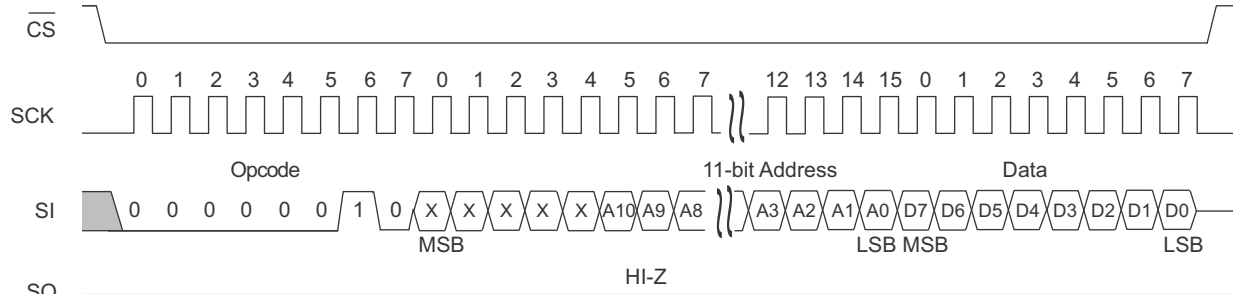 CS
0 1 2 3 4 5 6 7 0 1 2 3 4 5 6 7 12 13 14 15 0 1 2 3 4 5 6 7
SCK
Opcode 11-bit Address Data
SI 0 0 0 0 0 0 1 0 X X X X X A10 A9 A8 A3 A2 A1 A0 D7 D6 D5 D4 D3 D2 D1 D0
MSB LSB MSB LSB
HI-Z
SO